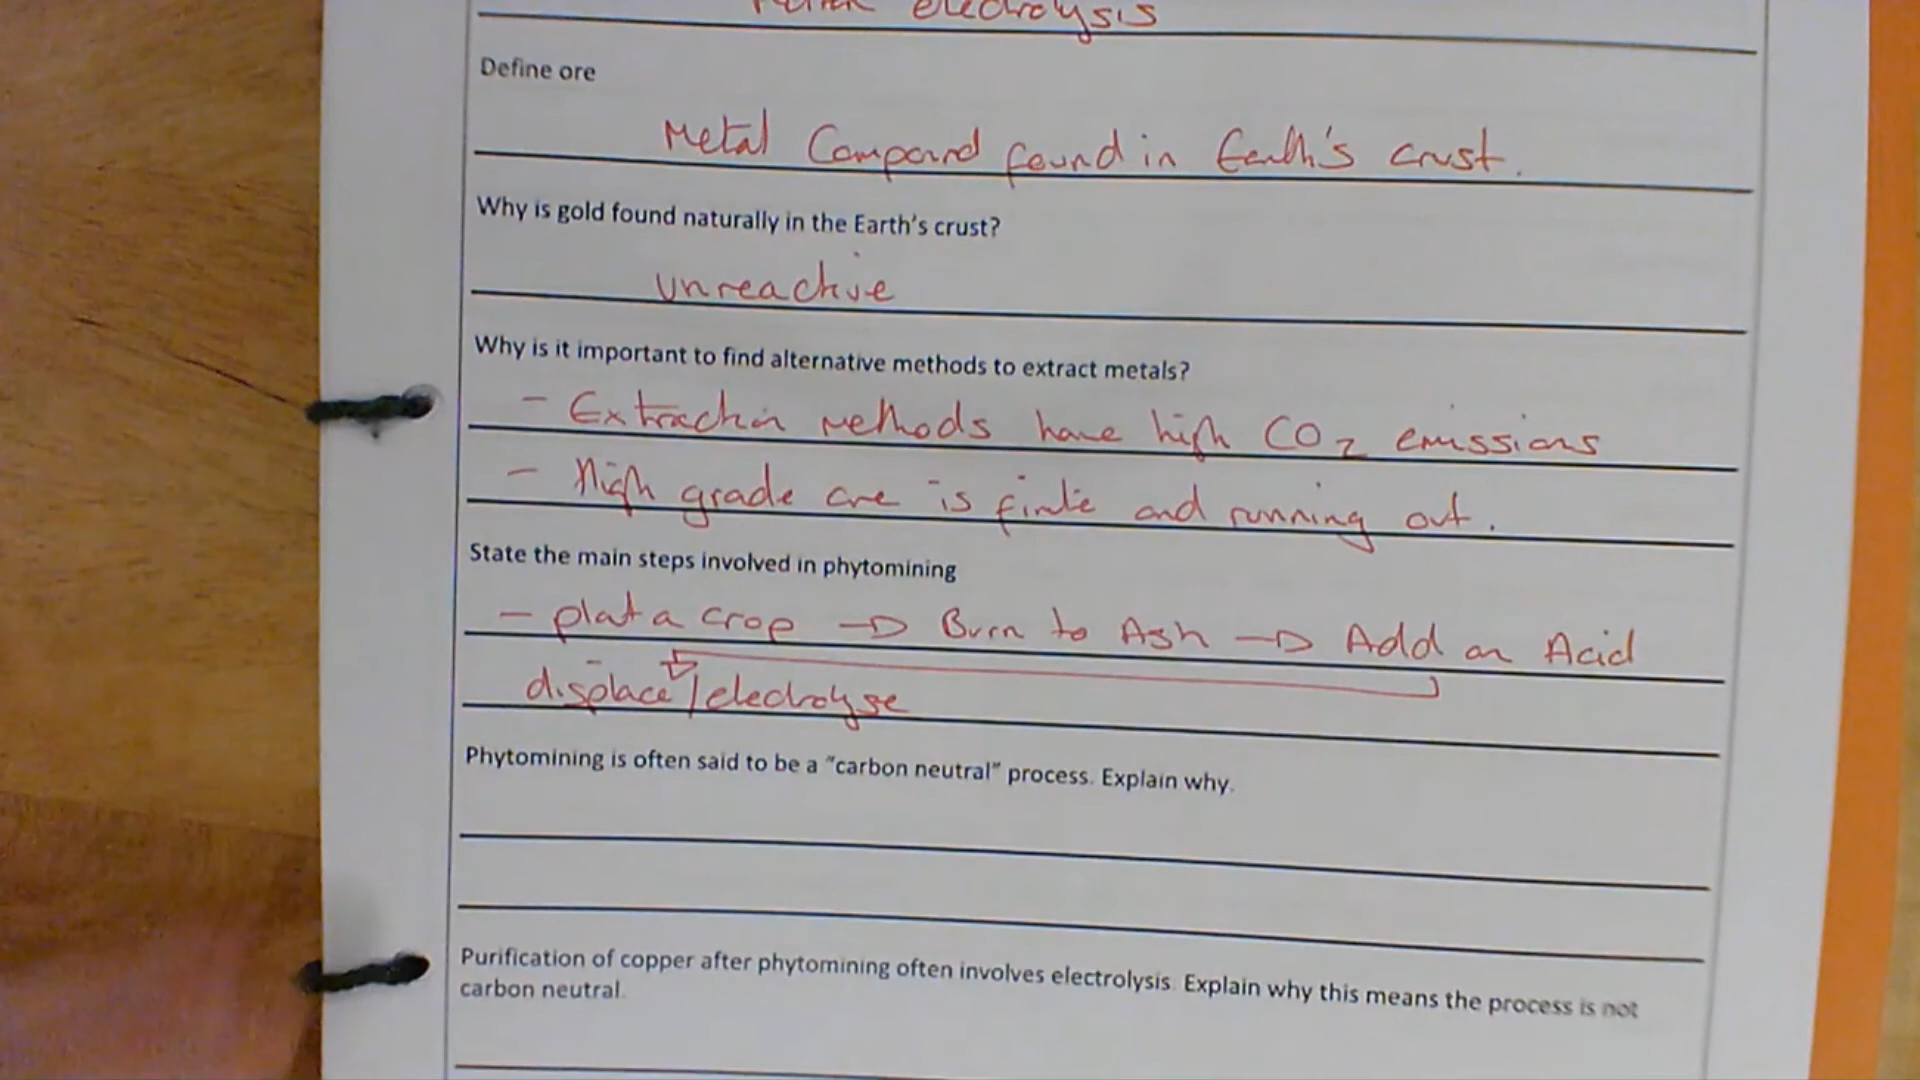 electrolysis
Define ore
Metal Compound found in Earth's crust.
Why is gold found naturally in the Earth's crust?
unreactive
Why is it important to find alternative methods to extract metals?
- Extraction methods have high CO2 emissions
- High grade ore is finite and running out.
State the main steps involved in phytomining
- plat a crop → Burn to Ash → Add an Acid
displace / electrolyse
Phytomining is often said to be a “carbon neutral” process. Explain why.
Purification of copper after phytomining often involves electrolysis. Explain why this means the process is not
carbon neutral.